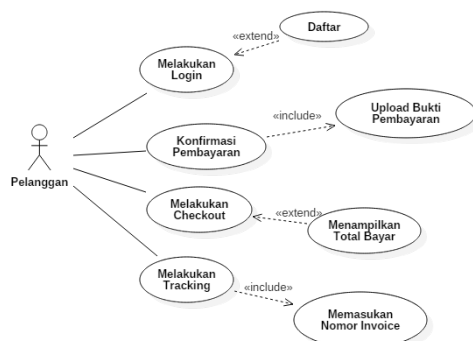 «extend»
Daftar
Melakukan
Login
«include»
Upload Bukti
Pembayaran
Konfirmasi
Pembayaran
Pelanggan
Melakukan
Checkout
«extend»
Menampilkan
Total Bayar
Melakukan
Tracking
«include»
Memasukan
Nomor Invoice